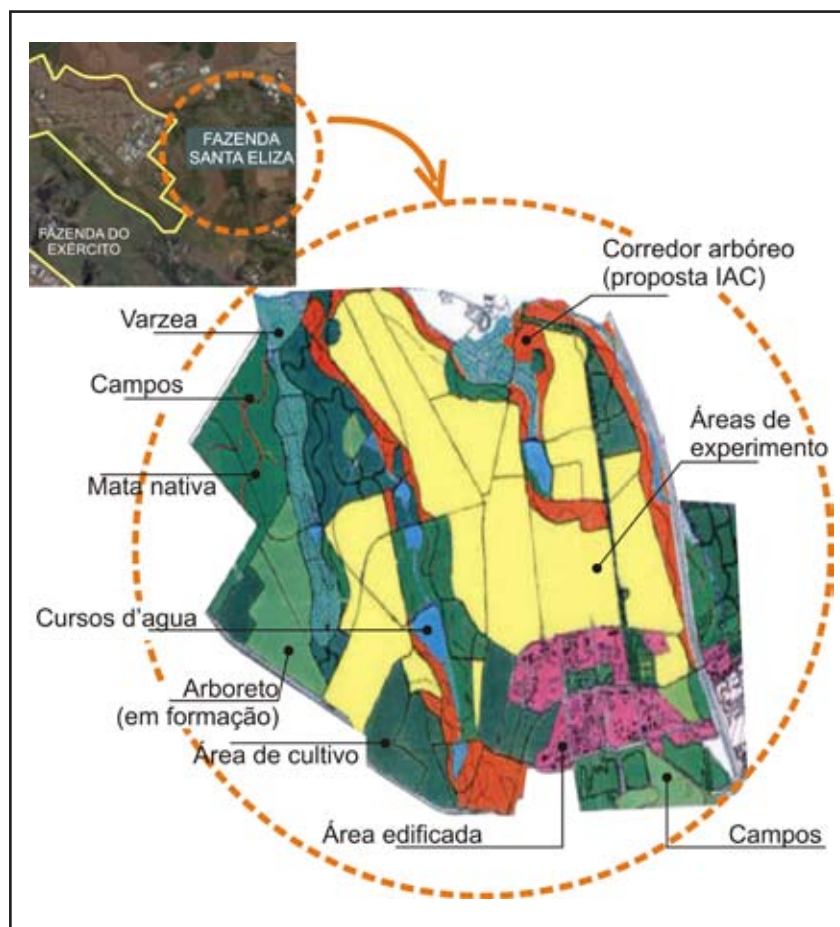 FAZENDA
SANTA ELIZA
FAZENDA DO
EXÉRCITO
Corredor arbóreo
(proposta IAC)
Varzea
Campos
Áreas de
experimento
Mata nativa
Cursos d'agua
Arboreto
(em formação)
Área de cultivo
Área edificada
Campos